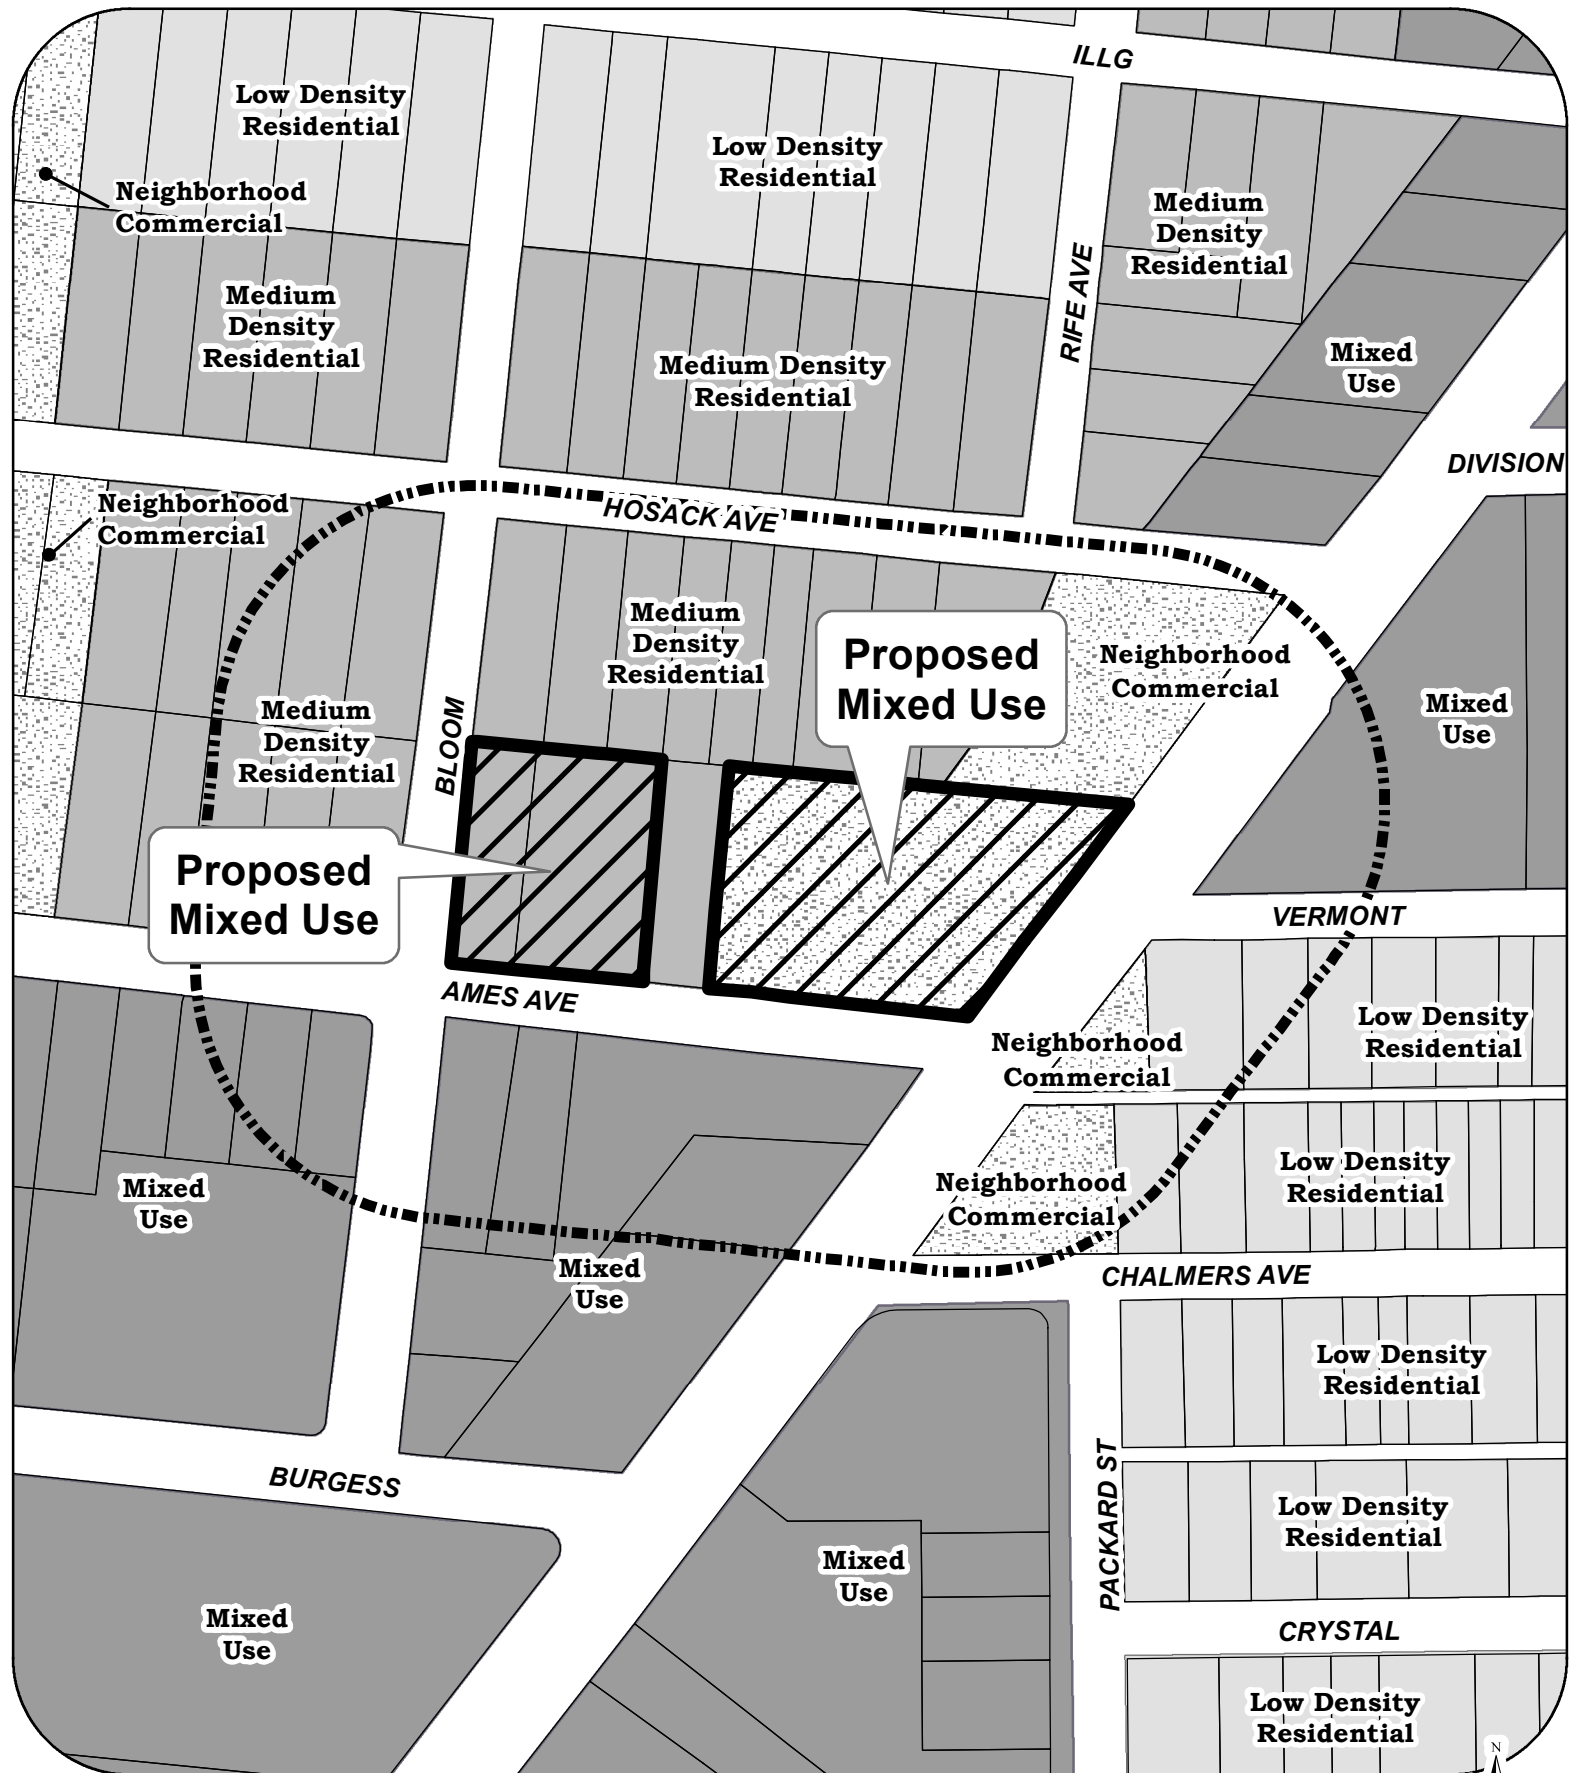 ILLG
Low Density
Residential
Low Density
Residential
Neighborhood
Commercial
Medium
Density
Residential
RIFE AVE
Medium
Density
Residential
Medium Density
Residential
Mixed
Use
DIVISION
Neighborhood
Commercial
HOSACK AVE
Medium
Density
Residential
Proposed
Mixed Use
Neighborhood
Commercial
Medium
Density
Residential
BLOOM
Mixed
Use
Proposed
Mixed Use
VERMONT
AMES AVE
Neighborhood
Commercial
Low Density
Residential
Mixed
Use
Neighborhood
Commercial
Low Density
Residential
Mixed
Use
CHALMERS AVE
Low Density
Residential
BURGESS
PACKARD ST
Low Density
Residential
Mixed
Use
Mixed
Use
CRYSTAL
Low Density
Residential
N